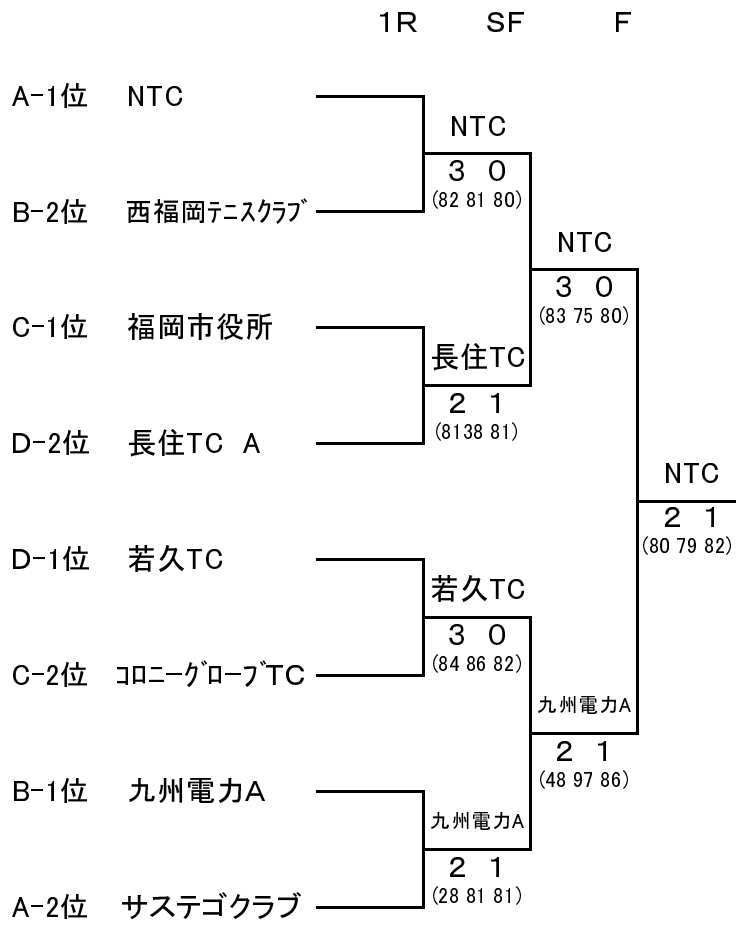 1R SF F
A-1位 NTC
NTC
3 0
(82 81 80)
B-2位 西福岡ﾃﾆｽｸﾗﾌﾞ
NTC
3 0
(83 75 80)
C-1位 福岡市役所
長住TC
2 1
(8138 81)
D-2位 長住TC A
NTC
2 1
(80 79 82)
D-1位 若久TC
若久TC
3 0
(84 86 82)
C-2位 ｺﾛﾆｰｸﾞﾛｰﾌﾞTC
九州電力A
2 1
(48 97 86)
B-1位 九州電力A
九州電力A
2 1
(28 81 81)
A-2位 サステゴクラブ